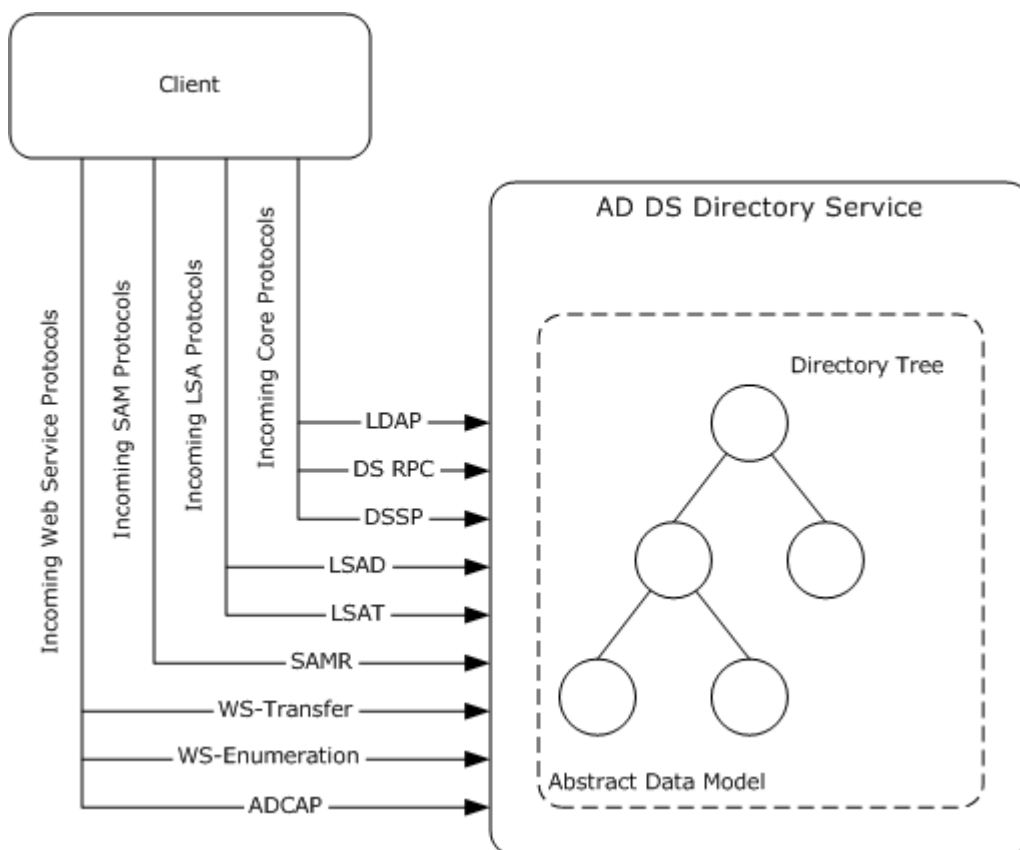 Client
AD DS Directory Service
Incoming Web Service Protocols
Incoming SAM Protocols
Incoming LSA Protocols
Incoming Core Protocols
Directory Tree
LDAP
DS RPC
DSSP
LSAD
LSAT
SAMR
WS-Transfer
WS-Enumeration
ADCAP
Abstract Data Model